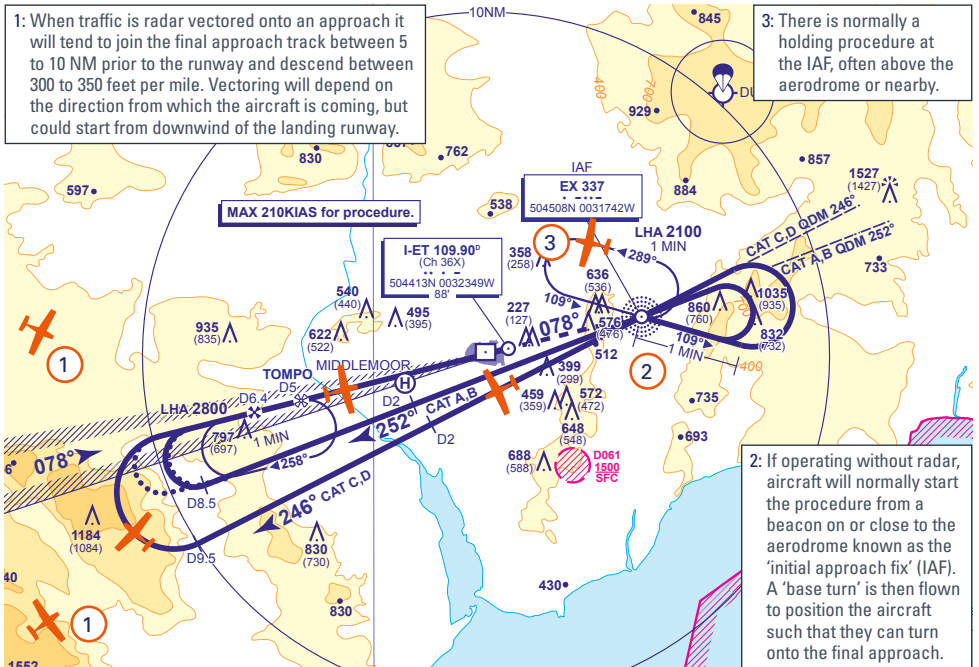 1: When traffic is radar vectored onto an approach it
will tend to join the final approach track between 5
to 10 NM prior to the runway and descend between
300 to 350 feet per mile. Vectoring will depend on
the direction from which the aircraft is coming, but
could start from downwind of the landing runway.
10NM
845
3: There is normally a
holding procedure at
the IAF, often above the
aerodrome or nearby.
400
700
929
830
762
857
597
884
1527
(1427)
IAF
EX 337
504508N 0031742W
MAX 210KIAS for procedure.
538
LHA 2100
1 MIN
CAT C,D QDM 246°
CAT A,B QDM 252°
I-ET 109.90D
(Ch 36X)
504413N 0032349W
88'
3
358
(258)
289°
733
636
(536)
540
(440)
495
(395)
227
(127)
109°
860
(760)
1035
(935)
935
(835)
622
(522)
078°
576
(476)
832
(732)
1
MIDDLEMOOR
512
109°
1 MIN
TOMPO
D5
H
399
(299)
2
400
LHA 2800
D6.4
D2
CAT A,B
459
(359)
572
(472)
735
797
(697)
1 MIN
252°
D2
648
(548)
693
6
078°
258°
688
(588)
D061
1500
SFC
D8.5
246° CAT C,D
1184
(1084)
D9.5
830
(730)
2: If operating without radar,
aircraft will normally start
the procedure from a
beacon on or close to the
aerodrome known as the
‘initial approach fix’ (IAF).
A ‘base turn’ is then flown
to position the aircraft
such that they can turn
onto the final approach.
40
830
430
1
1552